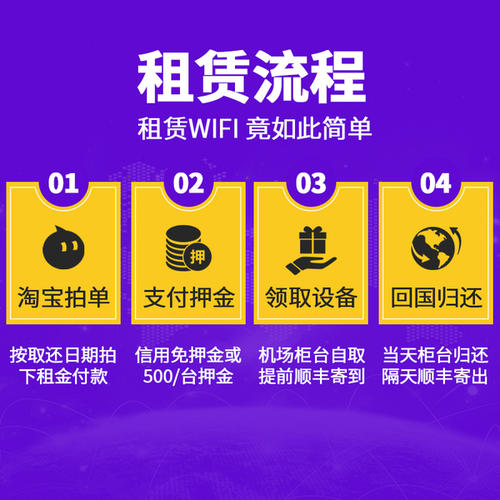 租赁流程
租赁WIFI 竟如此简单
01
02
03
04
押
淘宝拍单
支付押金
领取设备
回国归还
按取还日期拍
下租金付款
信用免押金或
500/台押金
机场柜台自取
提前顺丰寄到
当天柜台归还
隔天顺丰寄出